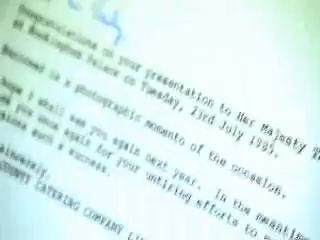 Congratulations on your presentation to Her Majesty
at Buckingham Palace on Tuesday, 23rd July 1985.
Enclosed is a photographic momento of the occasion.
hope I shall see you again next year. In the meantime
you once again for your untiring efforts to
such a success.
sincerely,
CATERING COMPANY